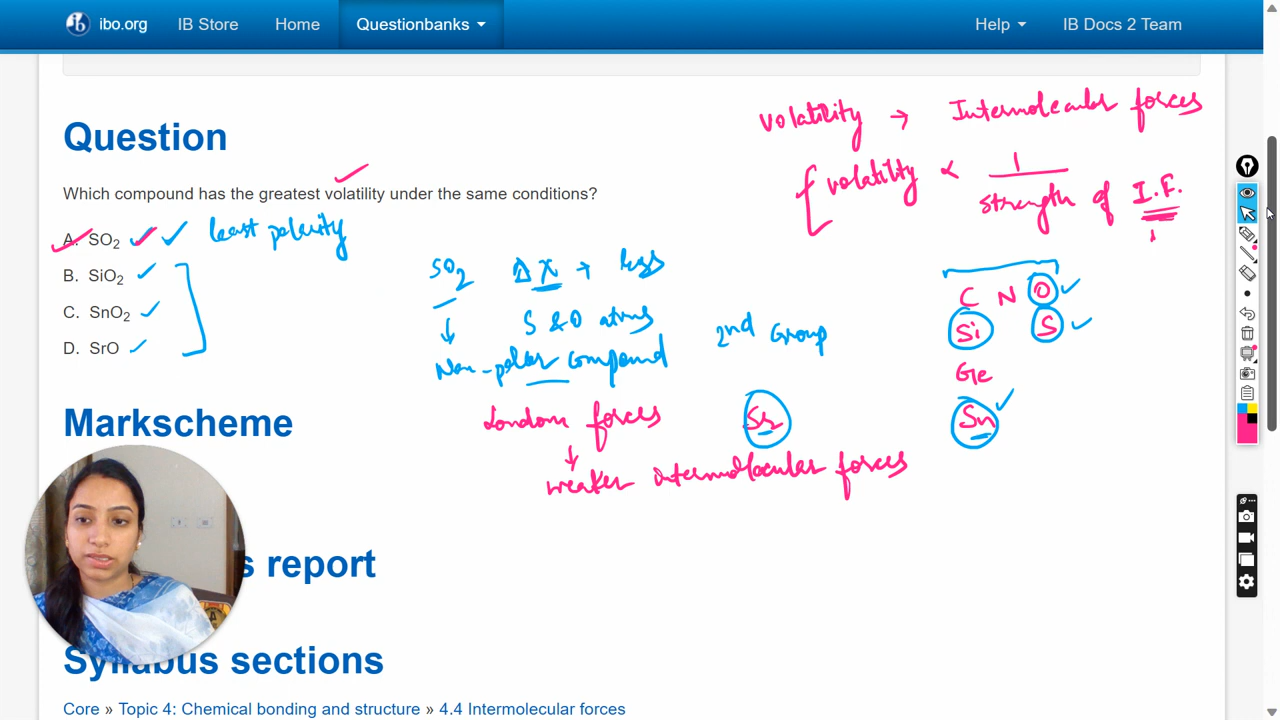 ibo.org IB Store Home Questionbanks Help IB Docs 2 Team
volatility → Intermolecular forces
Question
volatility ∝ 1 / strength of I.F.
Which compound has the greatest volatility under the same conditions?
A. SO2 least polarity
B. SiO2
C. SnO2
D. SrO
SO2 Δχ → less
S & O atoms
Non-polar compound
2nd Group
C N O
Si S
Ge
Sr Sn
London forces
weaker intermolecular forces
Markscheme
s report
Syllabus sections
Core » Topic 4: Chemical bonding and structure » 4.4 Intermolecular forces